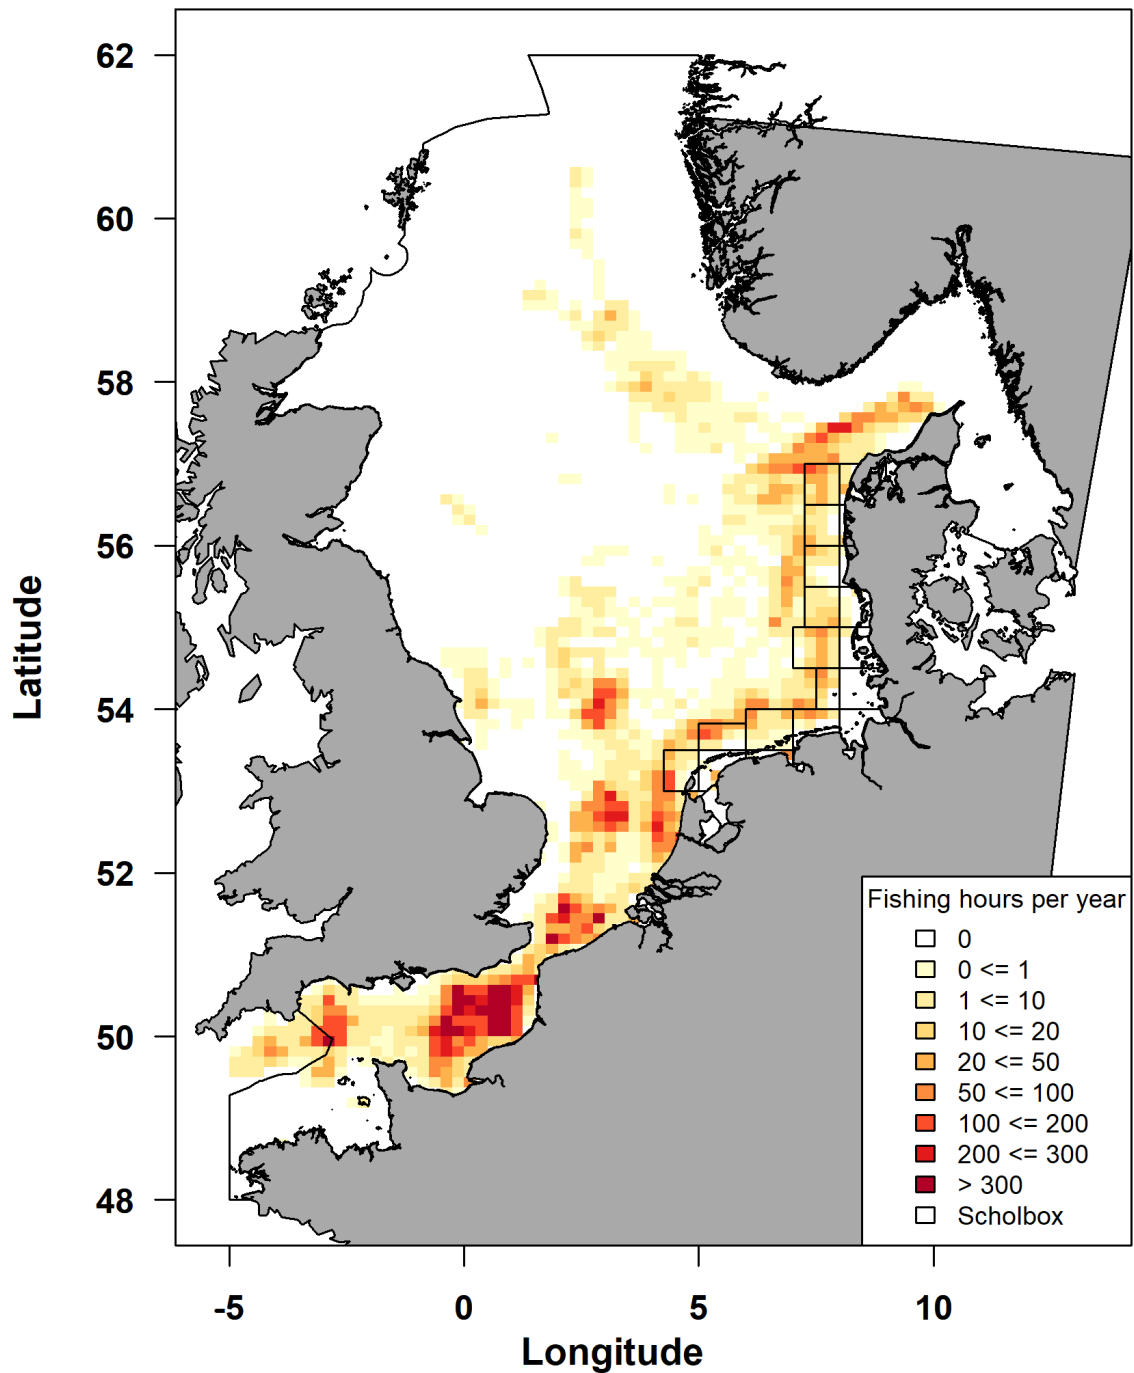 62
60
58
56
54
52
50
48
Latitude
Fishing hours per year
0
0 <= 1
1 <= 10
10 <= 20
20 <= 50
50 <= 100
100 <= 200
200 <= 300
> 300
Scholbox
-5 0 5 10
Longitude